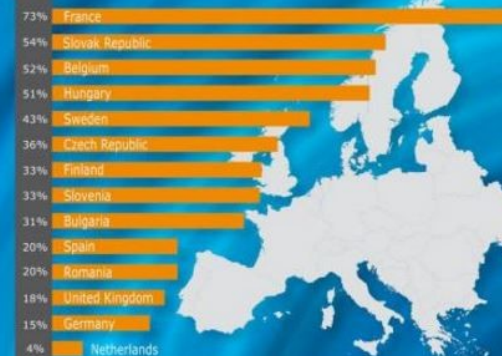 73% France
54% Slovak Republic
52% Belgium
51% Hungary
43% Sweden
36% Czech Republic
33% Finland
33% Slovenia
31% Bulgaria
20% Spain
20% Romania
18% United Kingdom
15% Germany
4% Netherlands